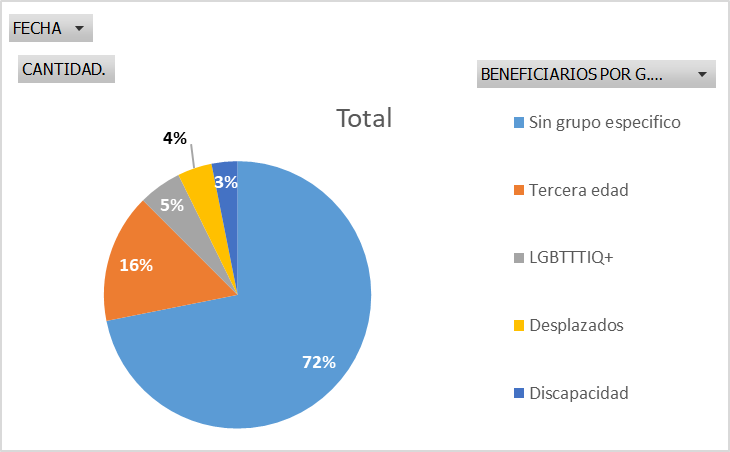 FECHA
CANTIDAD.
BENEFICIARIOS POR G....
Total
Sin grupo especifico
Tercera edad
LGBTTTIQ+
Desplazados
Discapacidad
4%
3%
5%
16%
72%